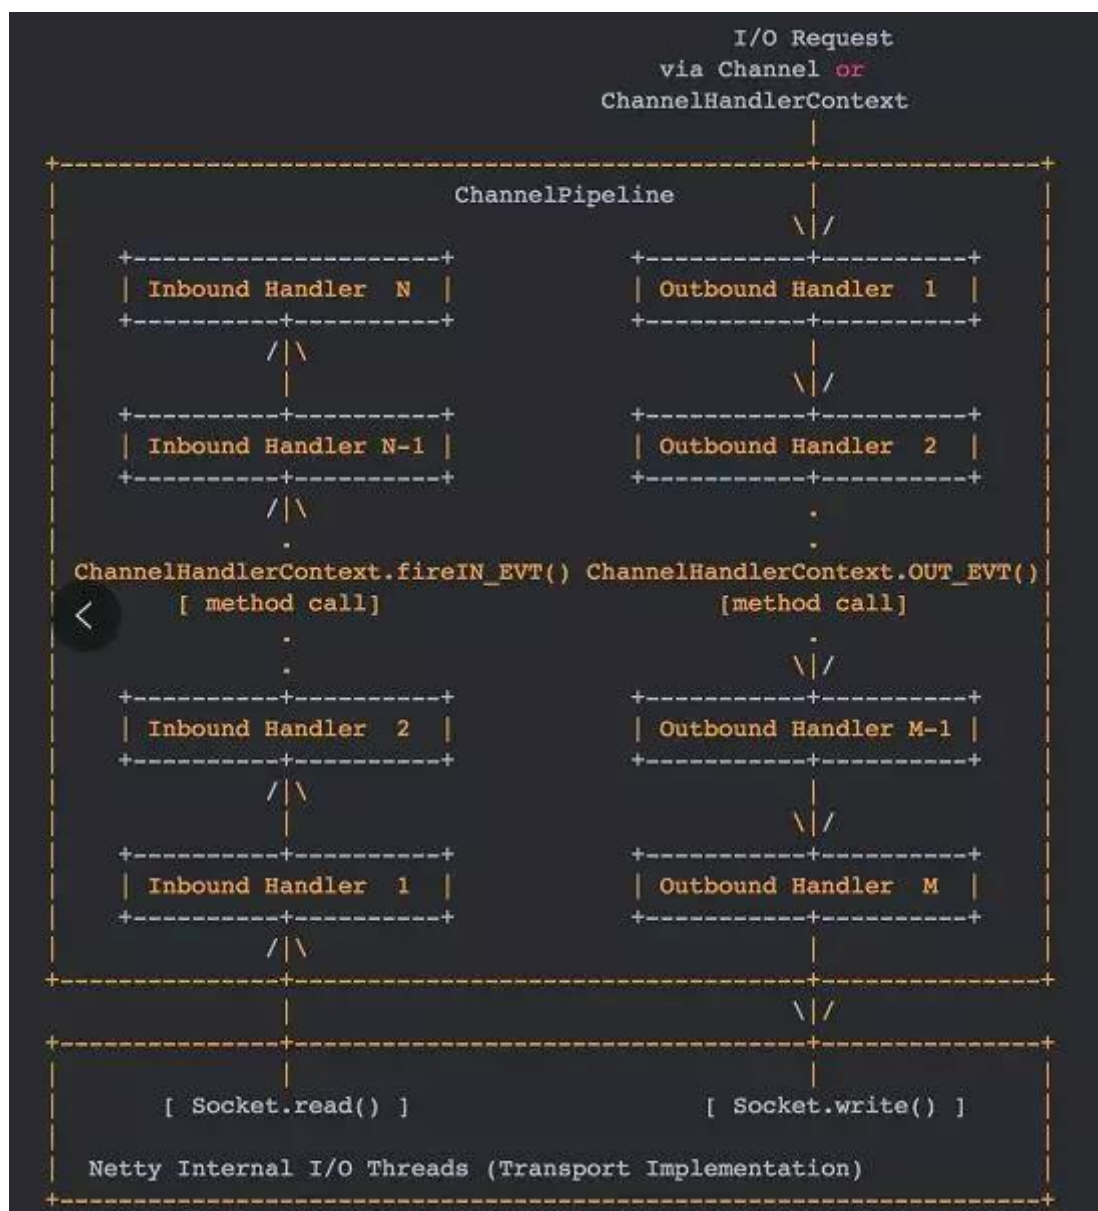 I/O Request
via Channel or
ChannelHandlerContext
ChannelPipeline
Inbound Handler N
Outbound Handler 1
Inbound Handler N-1
Outbound Handler 2
ChannelHandlerContext.fireIN_EVT() ChannelHandlerContext.OUT_EVT()
[ method call]
[method call]
Inbound Handler 2
Outbound Handler M-1
Inbound Handler 1
Outbound Handler M
[ Socket.read() ]
[ Socket.write() ]
Netty Internal I/O Threads (Transport Implementation)